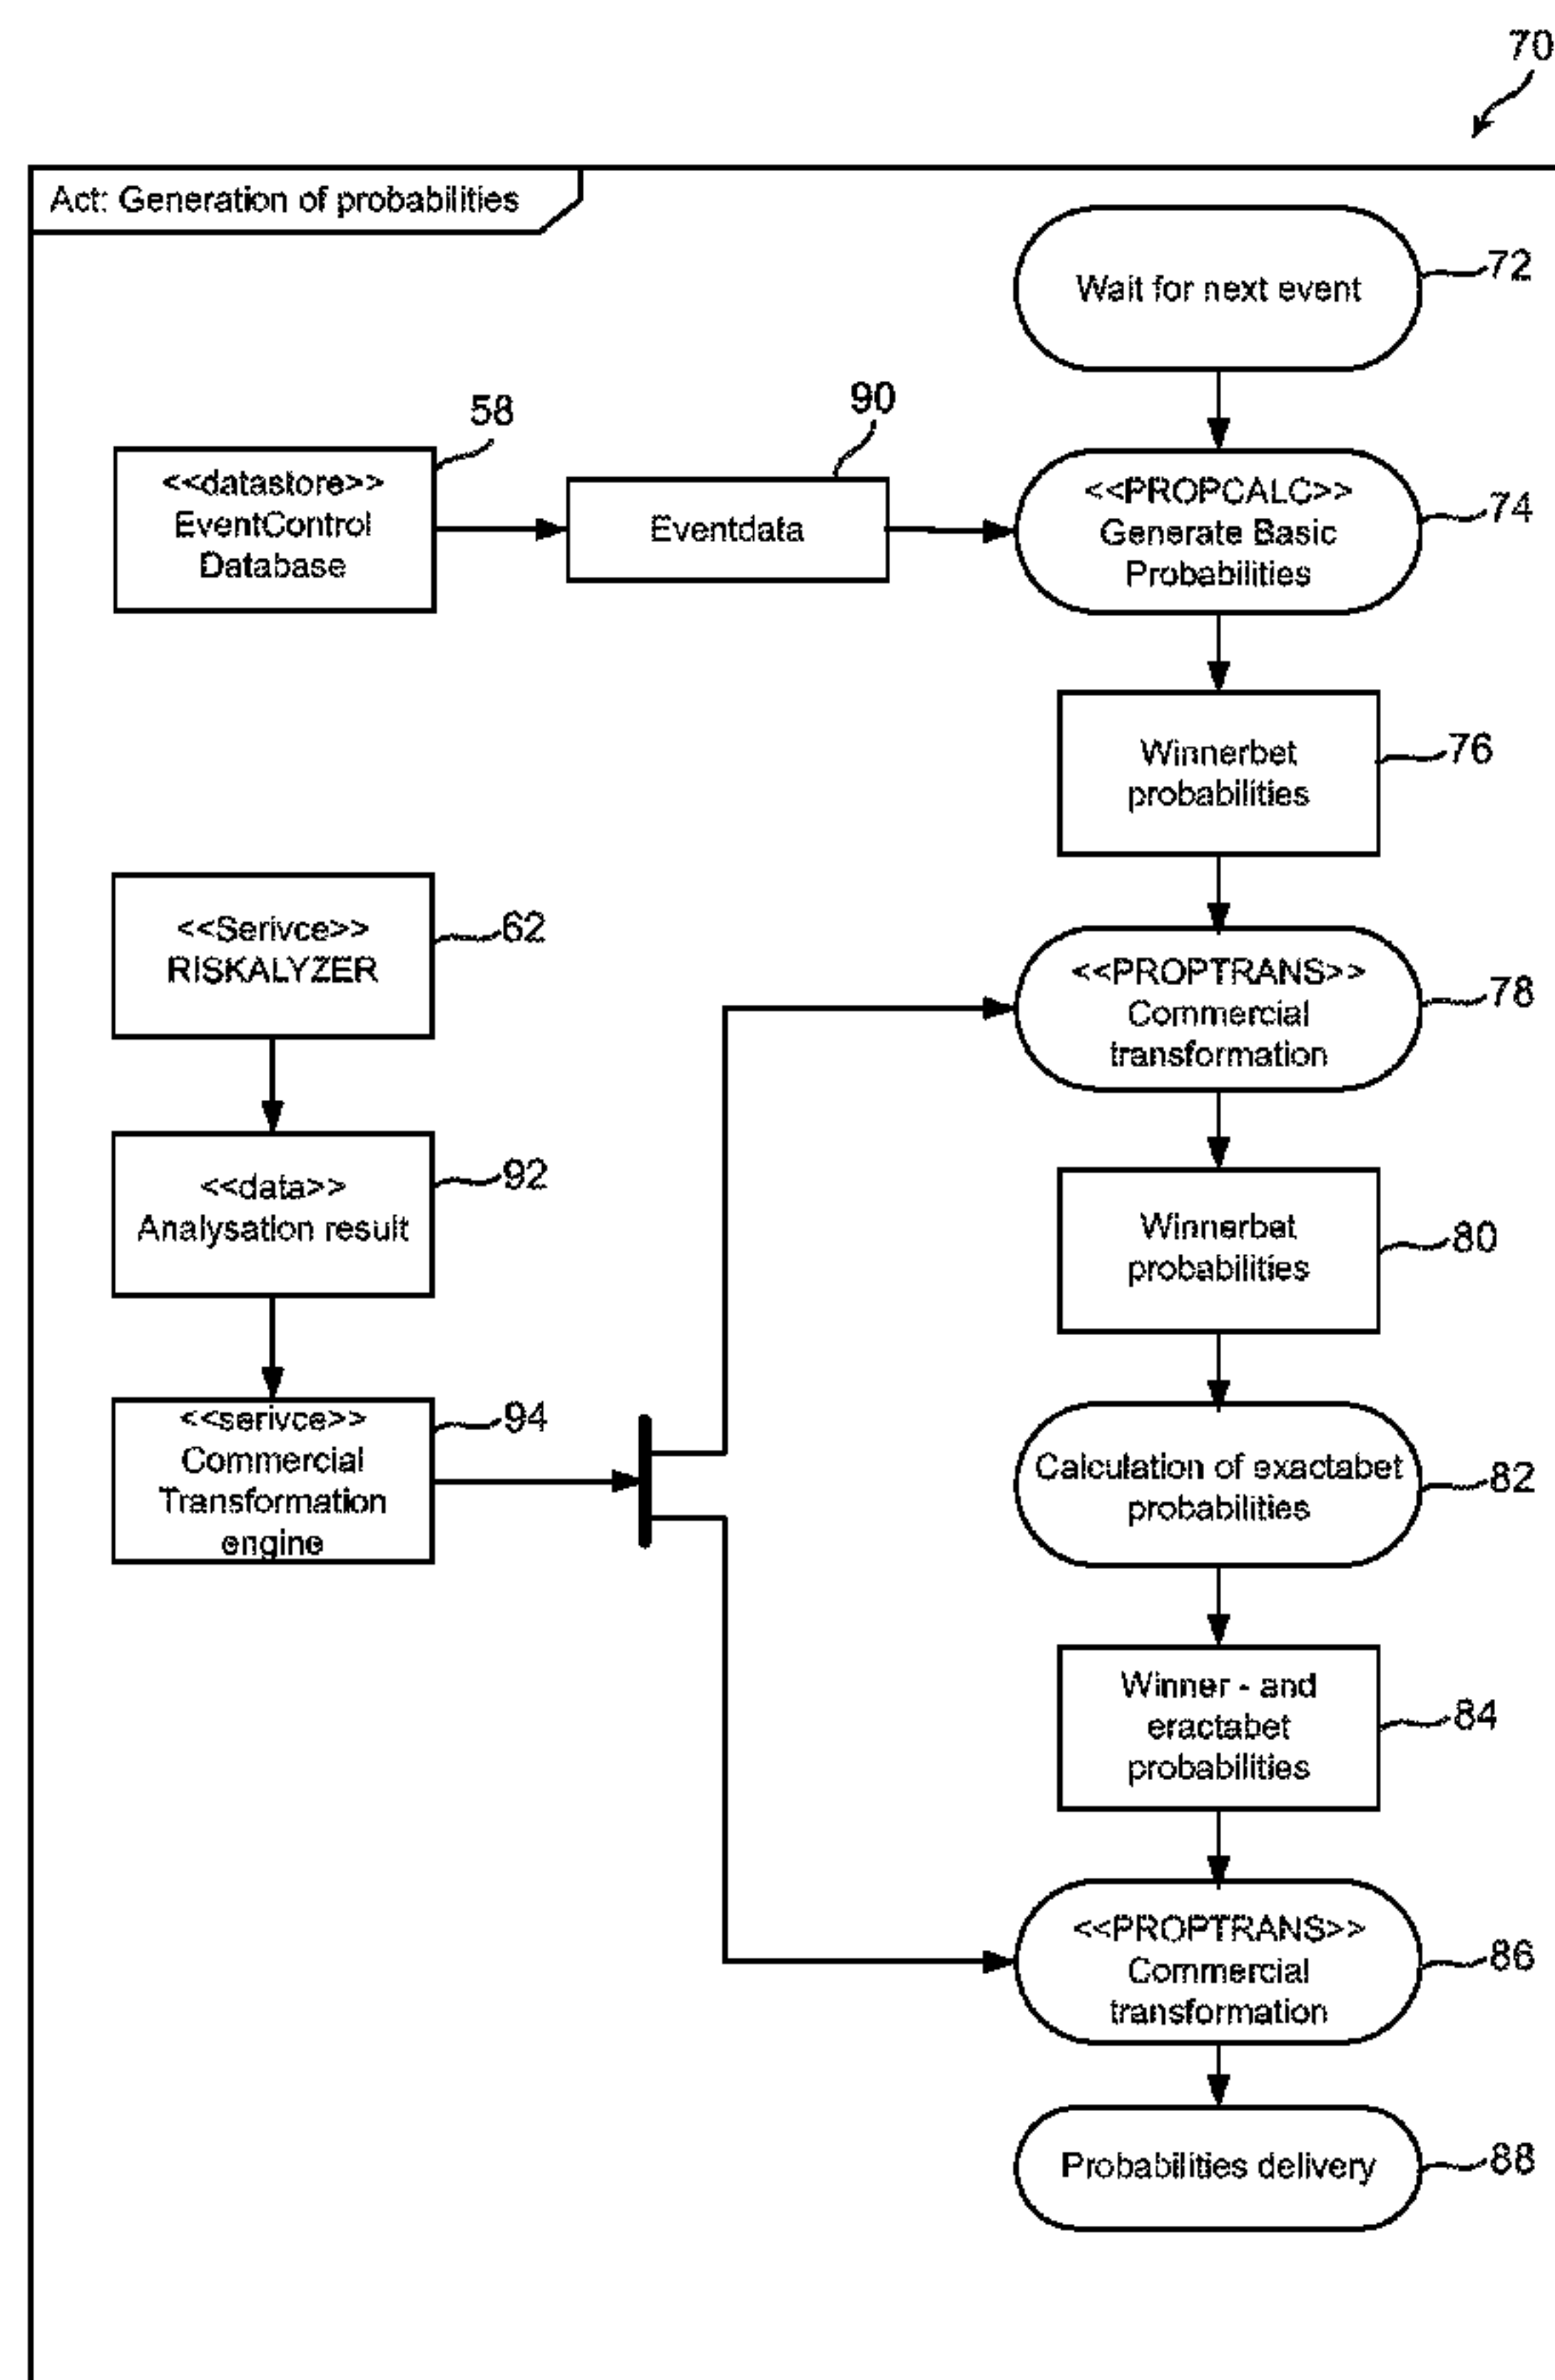 70
Act: Generation of probabilities
Wait for next event
72
58
90
<<datastore>>
EventControl
Database
Eventdata
<<PROPCALC>>
Generate Basic
Probabilities
74
Winnerbet
probabilities
76
<<Serivce>>
RISKALYZER
62
<<PROPTRANS>>
Commercial
transformation
78
<<data>>
Analysation result
92
Winnerbet
probabilities
80
<<serivce>>
Commercial
Transformation
engine
94
Calculation of exactabet
probabilities
82
Winner - and
eractabet
probabilities
84
<<PROPTRANS>>
Commercial
transformation
86
Probabilities delivery
88